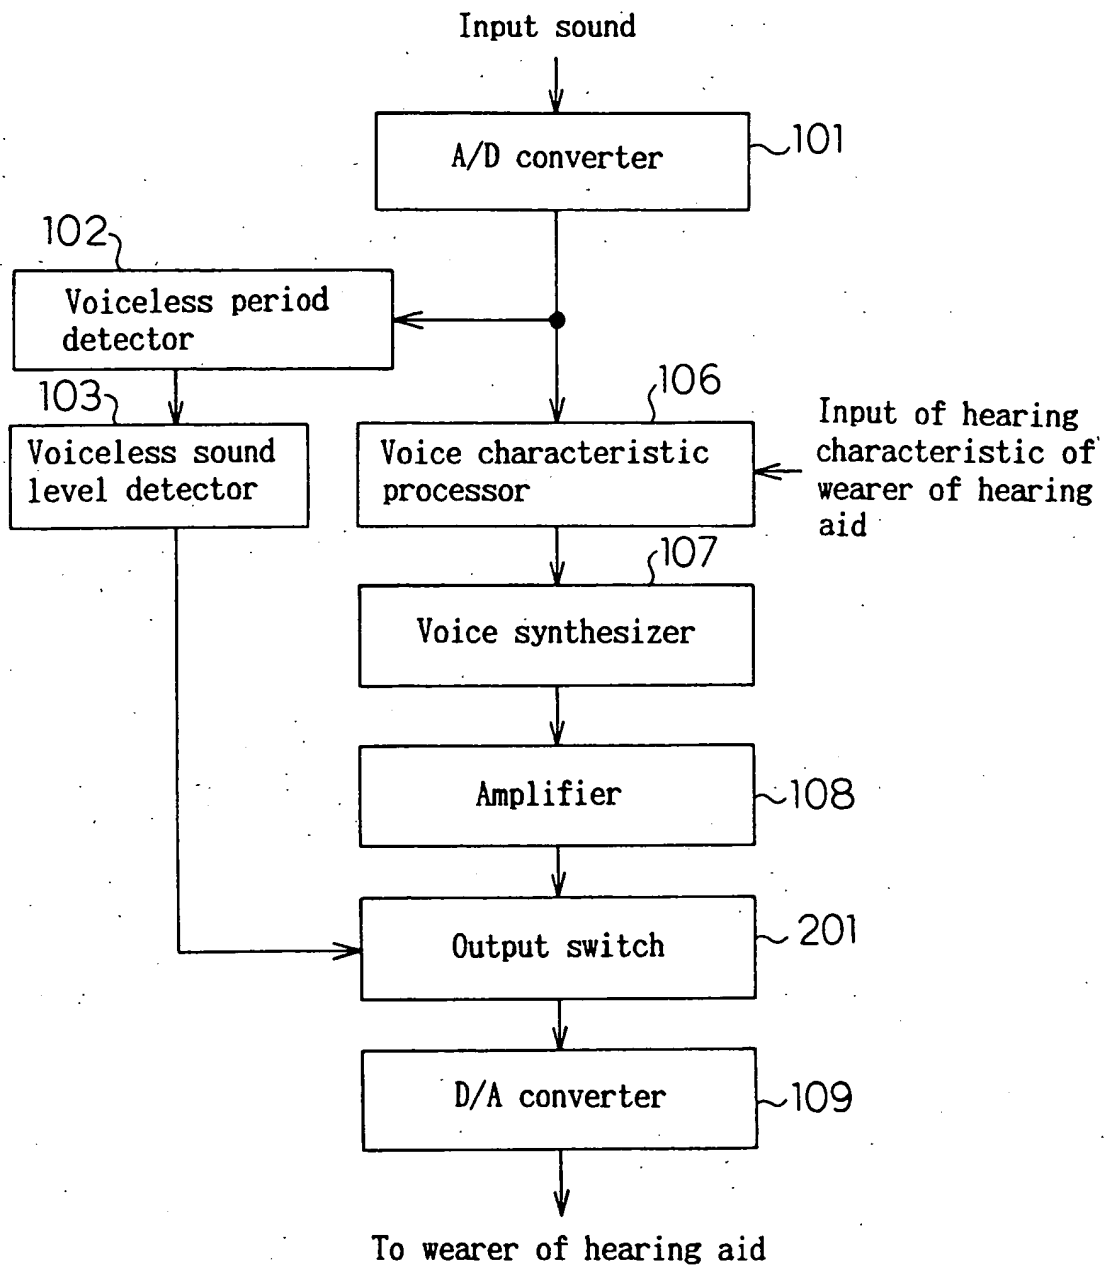 Input sound
A/D converter
101
102
Voiceless period
detector
103
Voiceless sound
level detector
106
Voice characteristic
processor
Input of hearing
characteristic of
wearer of hearing
aid
107
Voice synthesizer
Amplifier
108
Output switch
201
D/A converter
109
To wearer of hearing aid